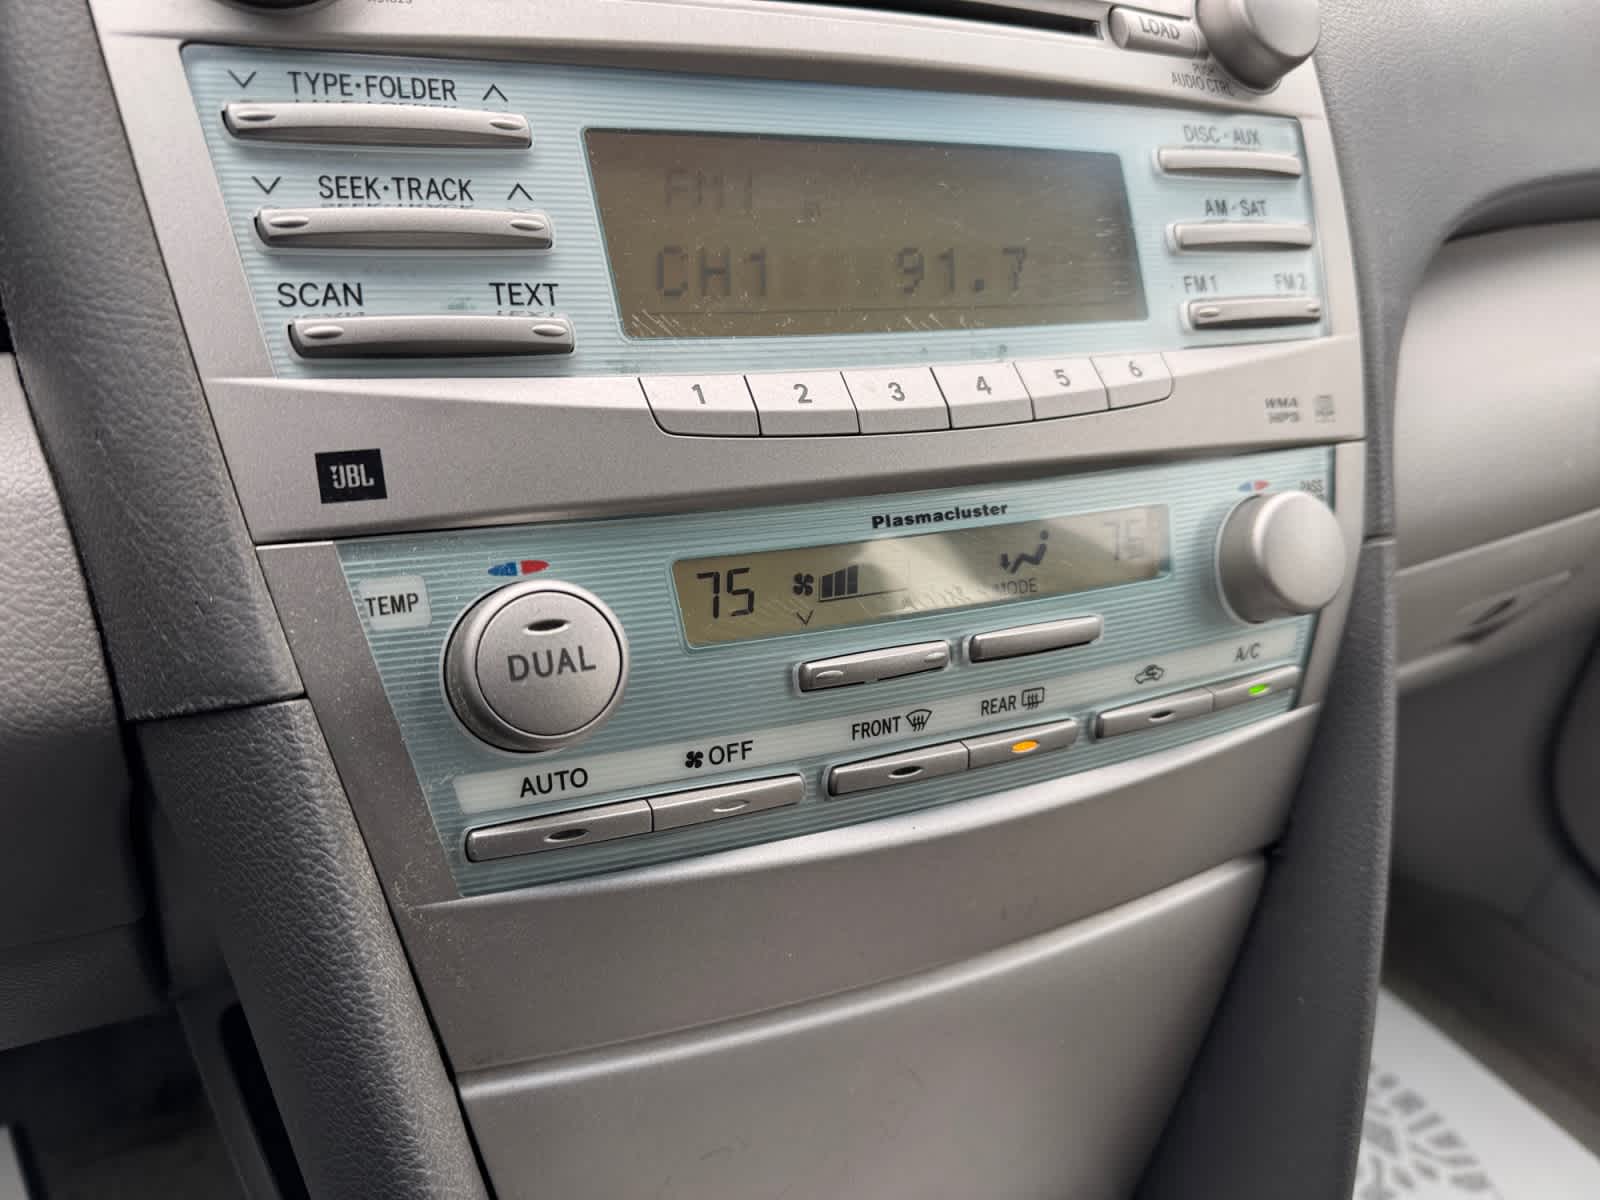 LOAD
PUSH
AUDIO CTRL
TYPE·FOLDER
DISC - AUX
FM1
SEEK·TRACK
AM - SAT
CH1 91.7
FM1 FM2
SCAN TEXT
1 2 3 4 5 6
WMA
MP3
JBL
Plasmacluster
PASS
TEMP
75 MODE 75
DUAL
A/C
REAR
FRONT
OFF
AUTO